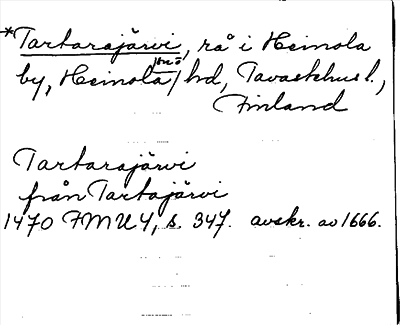 *Tartarajärvi, rå i Heinola
by, Heinola hd, Tavastehus l.,
Finland
Tartarajärvi
från Tartajärvi
1470 FMU 4, s. 347. avskr. av 1666.